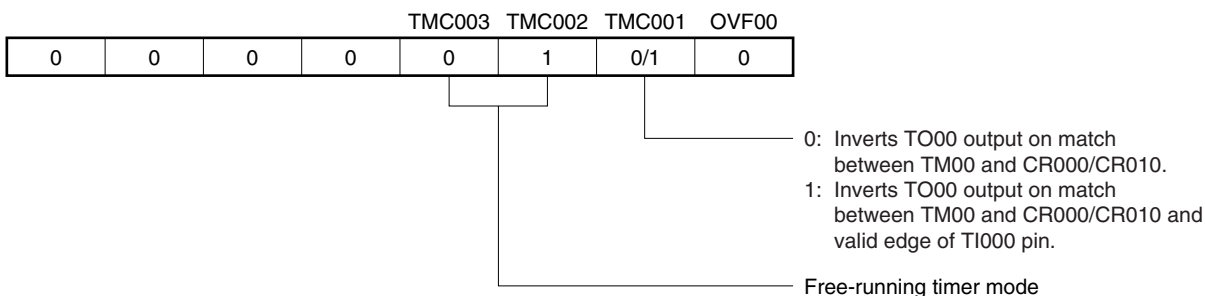 TMC003 TMC002 TMC001 OVF00
0 0 0 0 0 1 0/1 0
0: Inverts TO00 output on match
between TM00 and CR000/CR010.
1: Inverts TO00 output on match
between TM00 and CR000/CR010 and
valid edge of TI000 pin.
Free-running timer mode